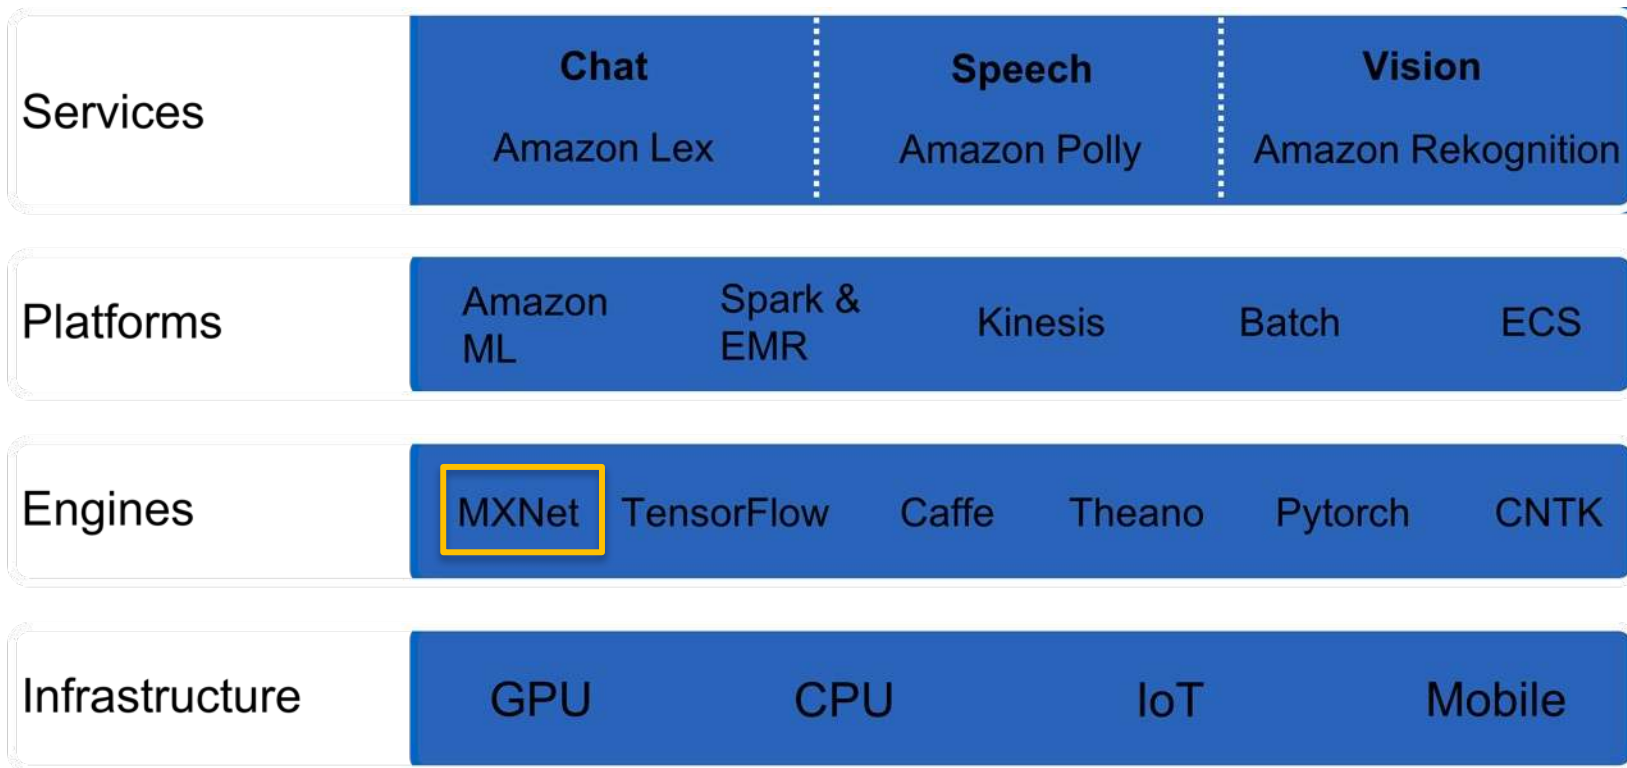 Services
Chat
Speech
Vision
Amazon Lex
Amazon Polly
Amazon Rekognition
Platforms
Amazon
ML
Spark &
EMR
Kinesis
Batch
ECS
Engines
MXNet
TensorFlow
Caffe
Theano
Pytorch
CNTK
Infrastructure
GPU
CPU
IoT
Mobile